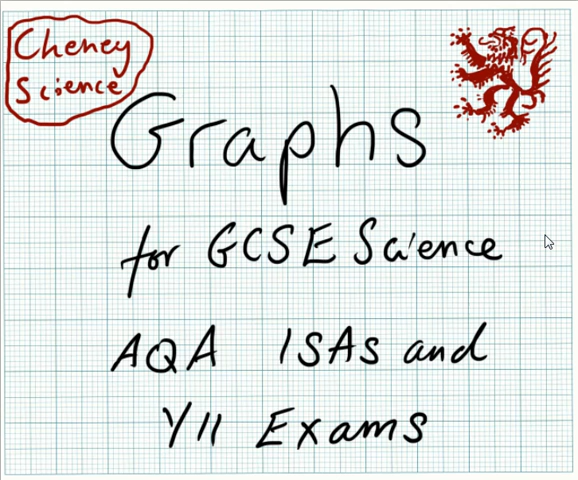 Cheney
Science
Graphs
for GCSE Science
AQA ISAs and
Y11 Exams